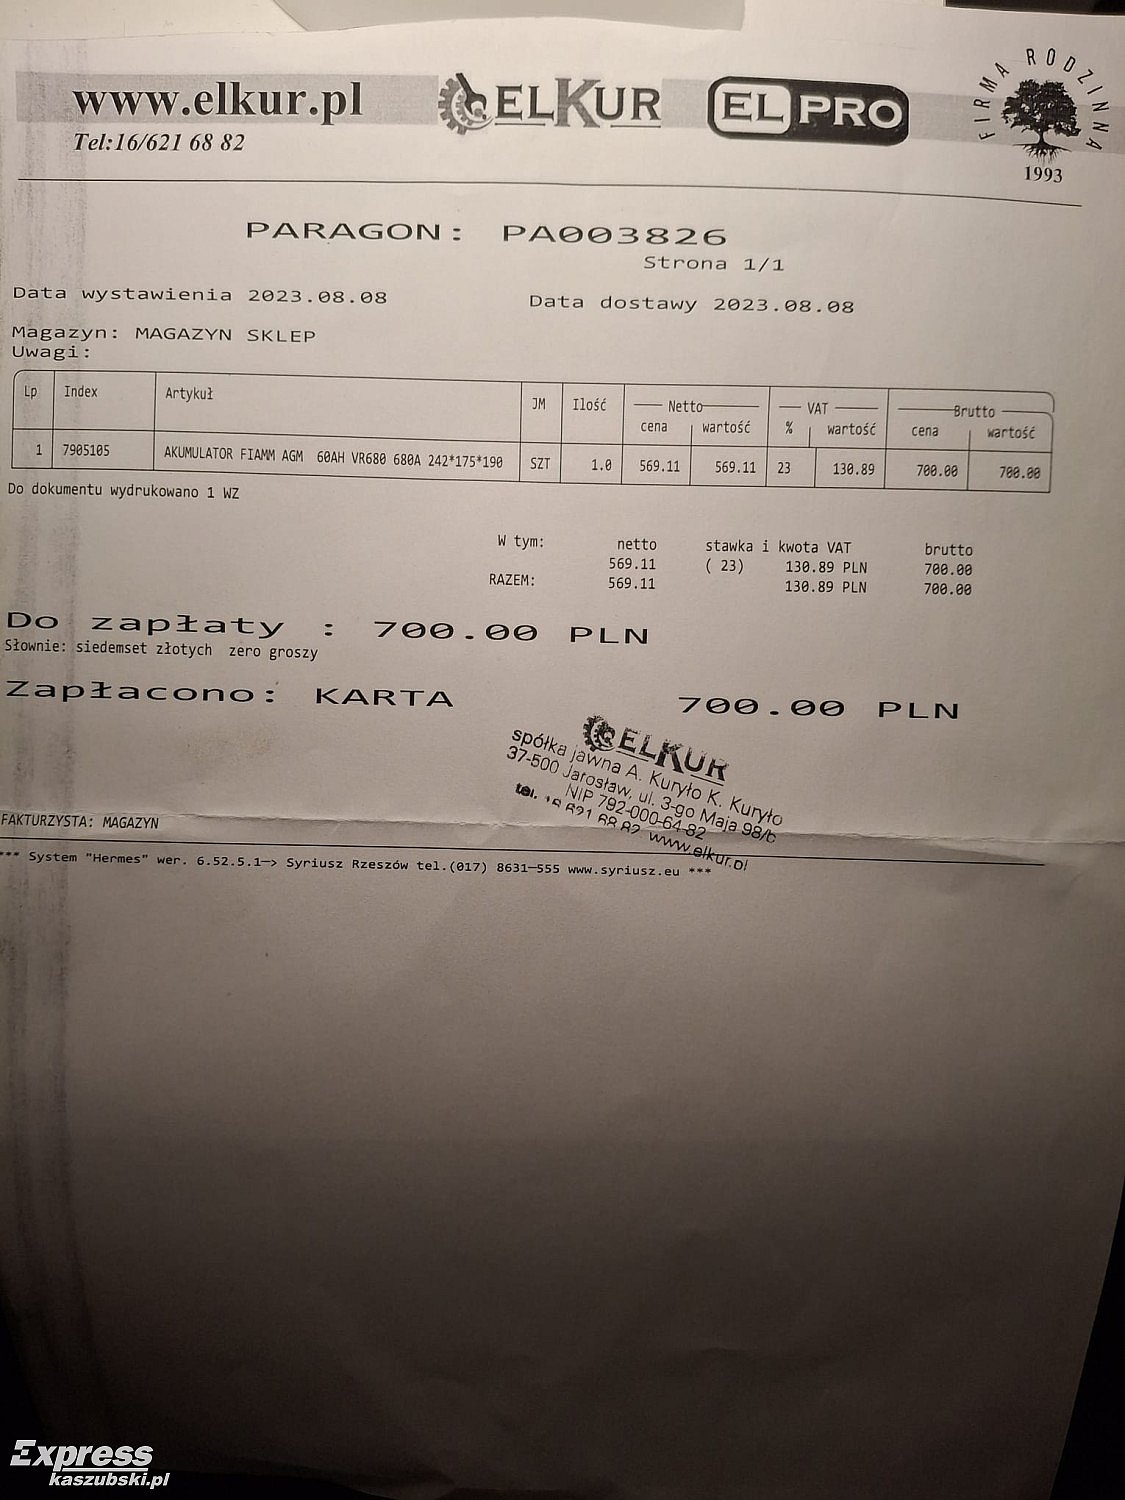 www.elkur.pl ELKUR EL PRO FIRMA RODZINNA
Tel:16/621 68 82
1993
PARAGON: PA003826
Strona 1/1
Data wystawienia 2023.08.08 Data dostawy 2023.08.08
Magazyn: MAGAZYN SKLEP
Uwagi:
Lp Index Artykuł JM Ilość Netto VAT Brutto
cena wartość % wartość cena wartość
1 7905105 AKUMULATOR FIAMM AGM 60AH VR680 680A 242*175*190 SZT 1.0 569.11 569.11 23 130.89 700.00 700.00
Do dokumentu wydrukowano 1 WZ
W tym: netto stawka i kwota VAT brutto
569.11 ( 23) 130.89 PLN 700.00
RAZEM: 569.11 130.89 PLN 700.00
Do zapłaty : 700.00 PLN
Słownie: siedemset złotych zero groszy
Zapłacono: KARTA 700.00 PLN
ELKUR
spółka jawna A. Kuryło K. Kuryło
37-500 Jarosław, ul. 3-go Maja 98/b
NIP 792-000-64-82
tel. 16 621 68 82 www.elkur.pl
FAKTURZYSTA: MAGAZYN
*** System "Hermes" wer. 6.52.5.1—> Syriusz Rzeszów tel.(017) 8631—555 www.syriusz.eu ***
Express
kaszubski.pl